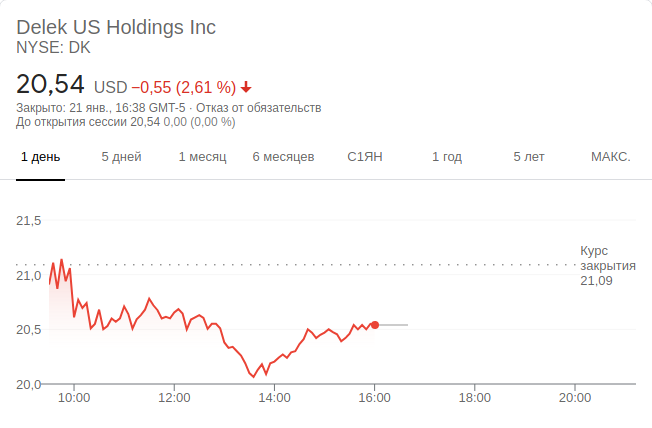 Delek US Holdings Inc
NYSE: DK
20,54 USD −0,55 (2,61 %)
Закрыто: 21 янв., 16:38 GMT-5 · Отказ от обязательств
До открытия сессии 20,54 0,00 (0,00 %)
1 день 5 дней 1 месяц 6 месяцев С1ЯН 1 год 5 лет МАКС.
21,5
Курс
закрытия
21,09
21,0
20,5
20,0
10:00 12:00 14:00 16:00 18:00 20:00